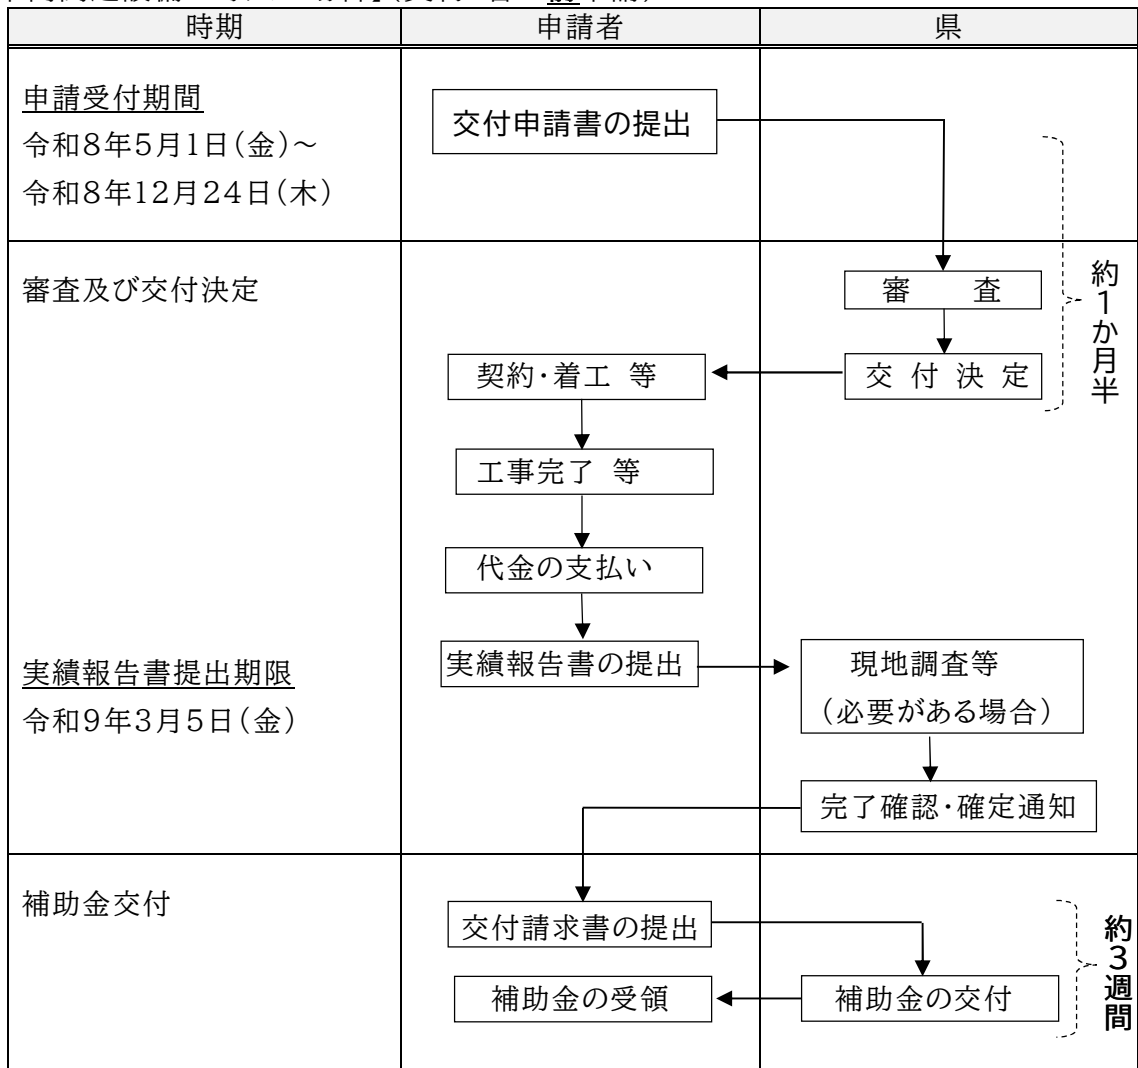 時期
申請者
県
申請受付期間
令和8年5月1日(金)～
令和8年12月24日(木)
交付申請書の提出
審査及び交付決定
審　　査
交 付 決 定
約1か月半
契約・着工 等
工事完了 等
代金の支払い
実績報告書提出期限
令和9年3月5日(金)
実績報告書の提出
現地調査等
(必要がある場合)
完了確認・確定通知
補助金交付
交付請求書の提出
補助金の受領
補助金の交付
約3週間